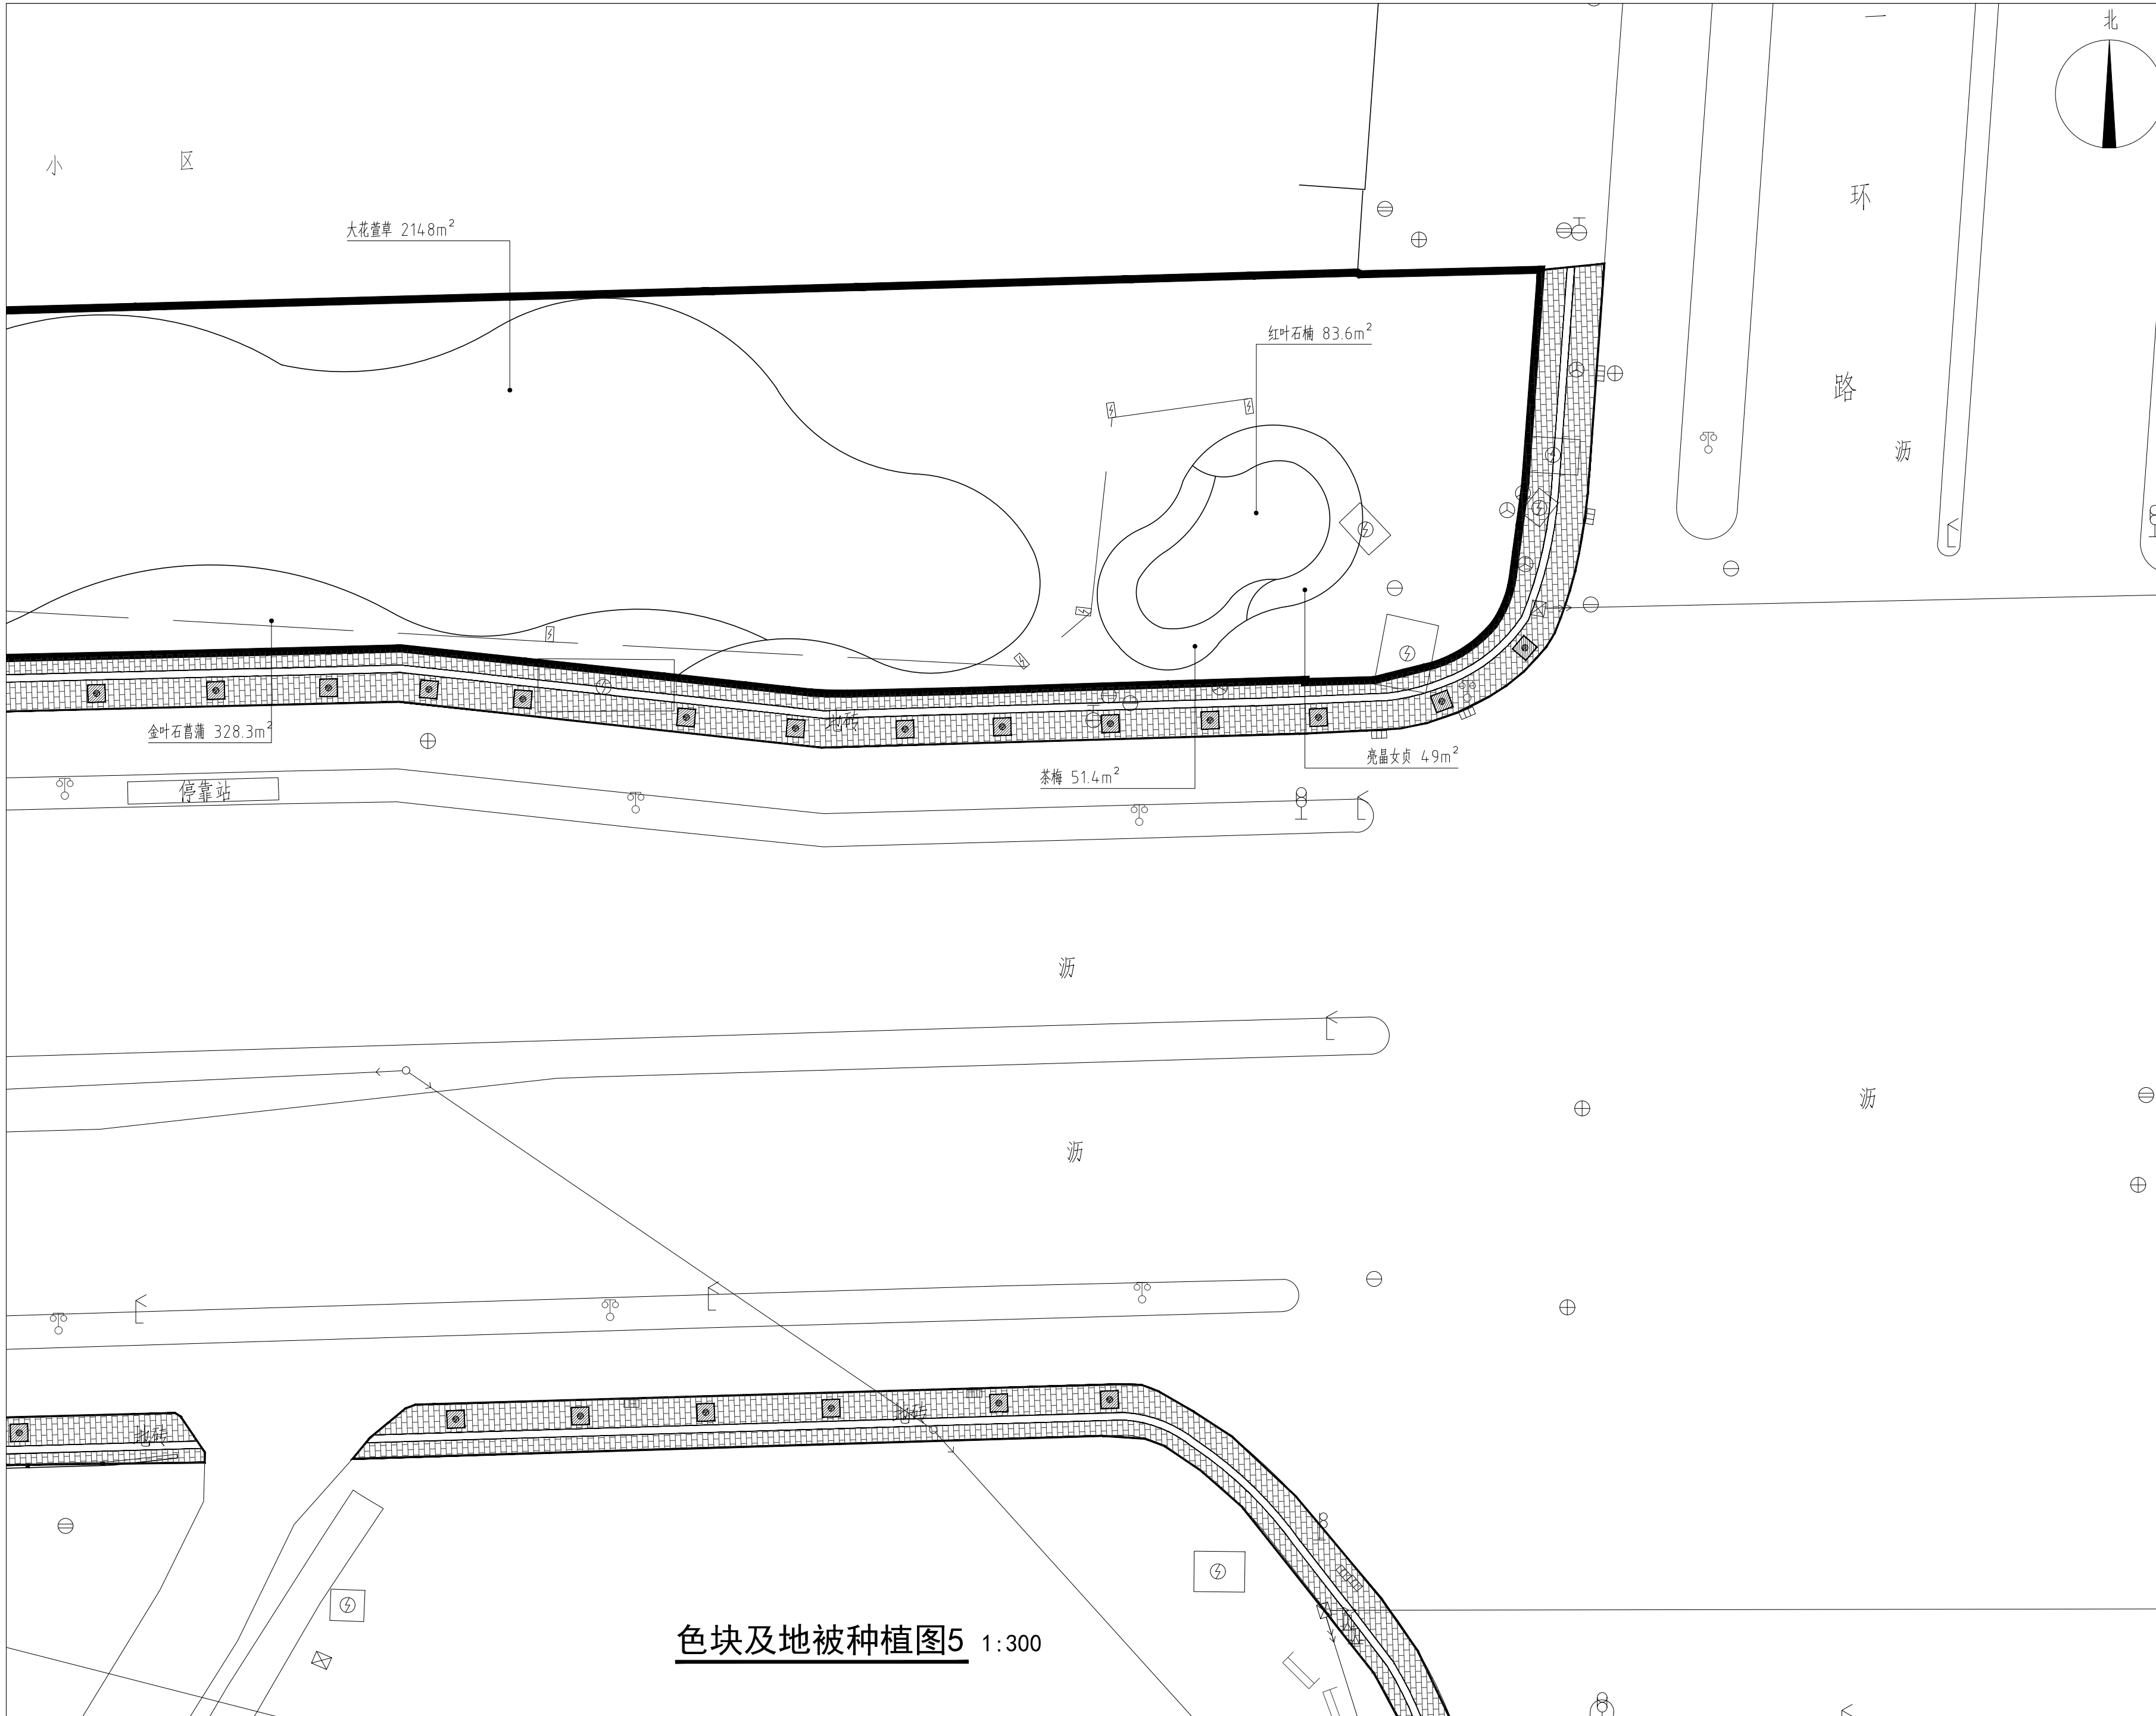 一
北
小 区
环
大花萱草 2148m²
红叶石楠 83.6m²
路
沥
地砖
金叶石菖蒲 328.3m²
亮晶女贞 49m²
茶梅 51.4m²
停靠站
沥
沥
沥
地砖
地砖
色块及地被种植图5 1:300